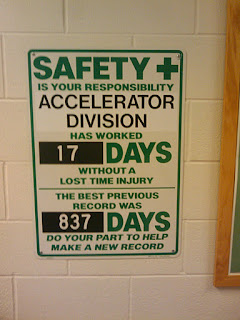 SAFETY +
IS YOUR RESPONSIBILITY
ACCELERATOR
DIVISION
HAS WORKED
17 DAYS
WITHOUT A
LOST TIME INJURY
THE BEST PREVIOUS
RECORD WAS
837 DAYS
DO YOUR PART TO HELP
MAKE A NEW RECORD